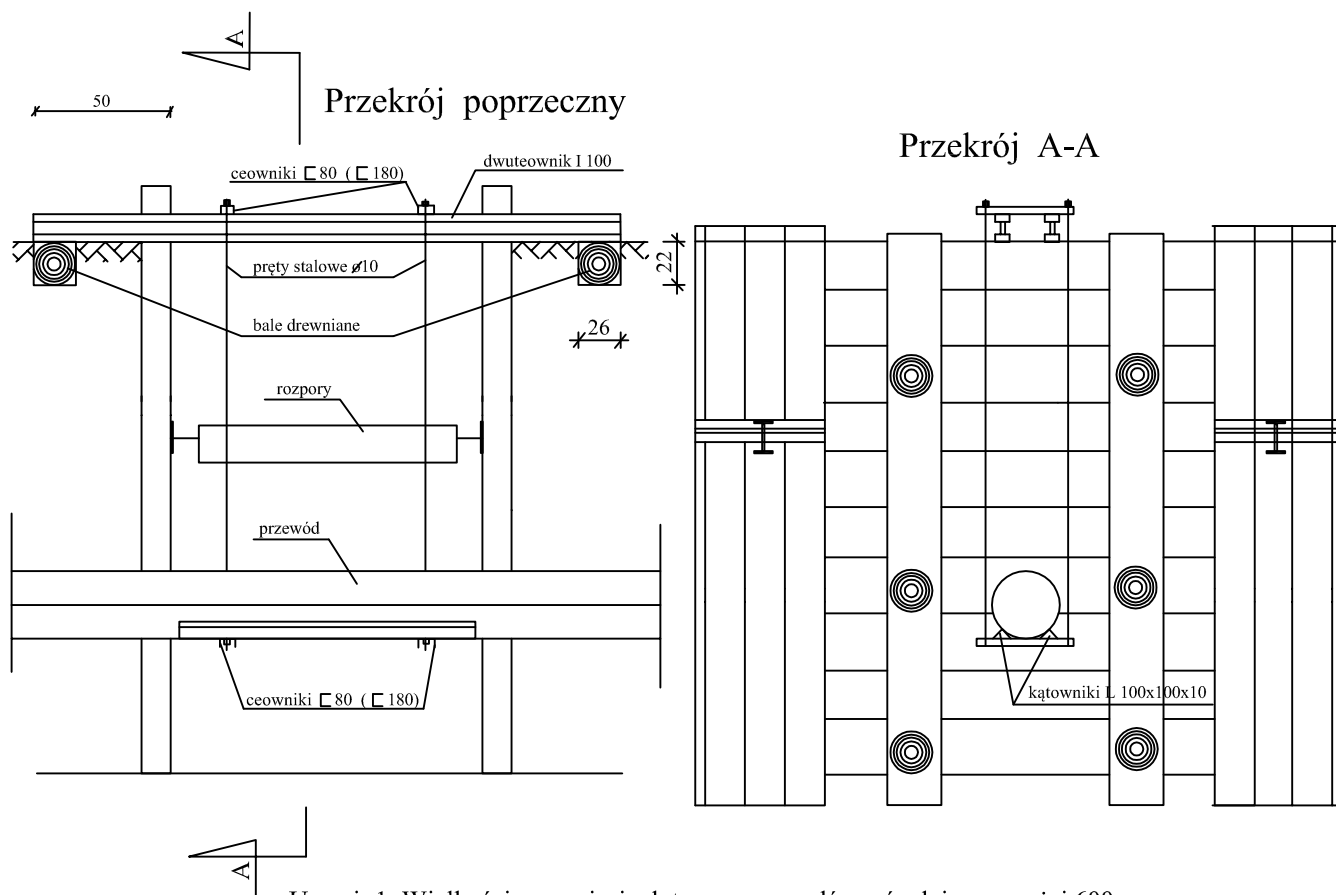 A
50
Przekrój poprzeczny
Przekrój A-A
dwuteownik I 100
ceowniki ⊏ 80 ( ⊏ 180)
22
pręty stalowe ø10
bale drewniane
26
rozpory
przewód
kątowniki L 100x100x10
ceowniki ⊏ 80 ( ⊏ 180)
A